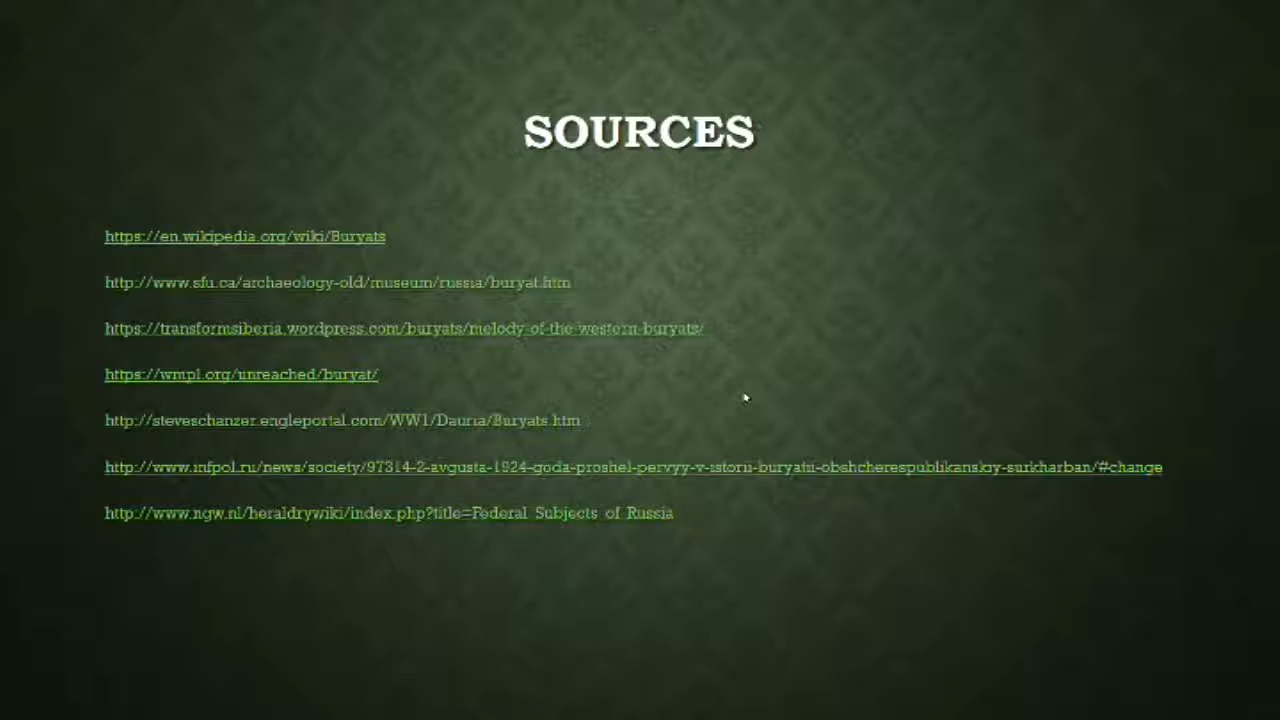 SOURCES
https://en.wikipedia.org/wiki/Buryats
http://www.sfu.ca/archaeology-old/museum/russia/buryat.htm
https://transformsiberia.wordpress.com/buryats/melody-of-the-western-buryats/
https://wmpl.org/unreached/buryat/
http://steveschanzer.engleportal.com/WW1/Dauria/Buryats.htm
http://www.infpol.ru/news/society/97314-2-avgusta-1924-goda-proshel-pervyy-v-istorii-buryatii-obshcherespublikanskiy-surkharban/#change
http://www.ngw.nl/heraldrywiki/index.php?title=Federal_Subjects_of_Russia